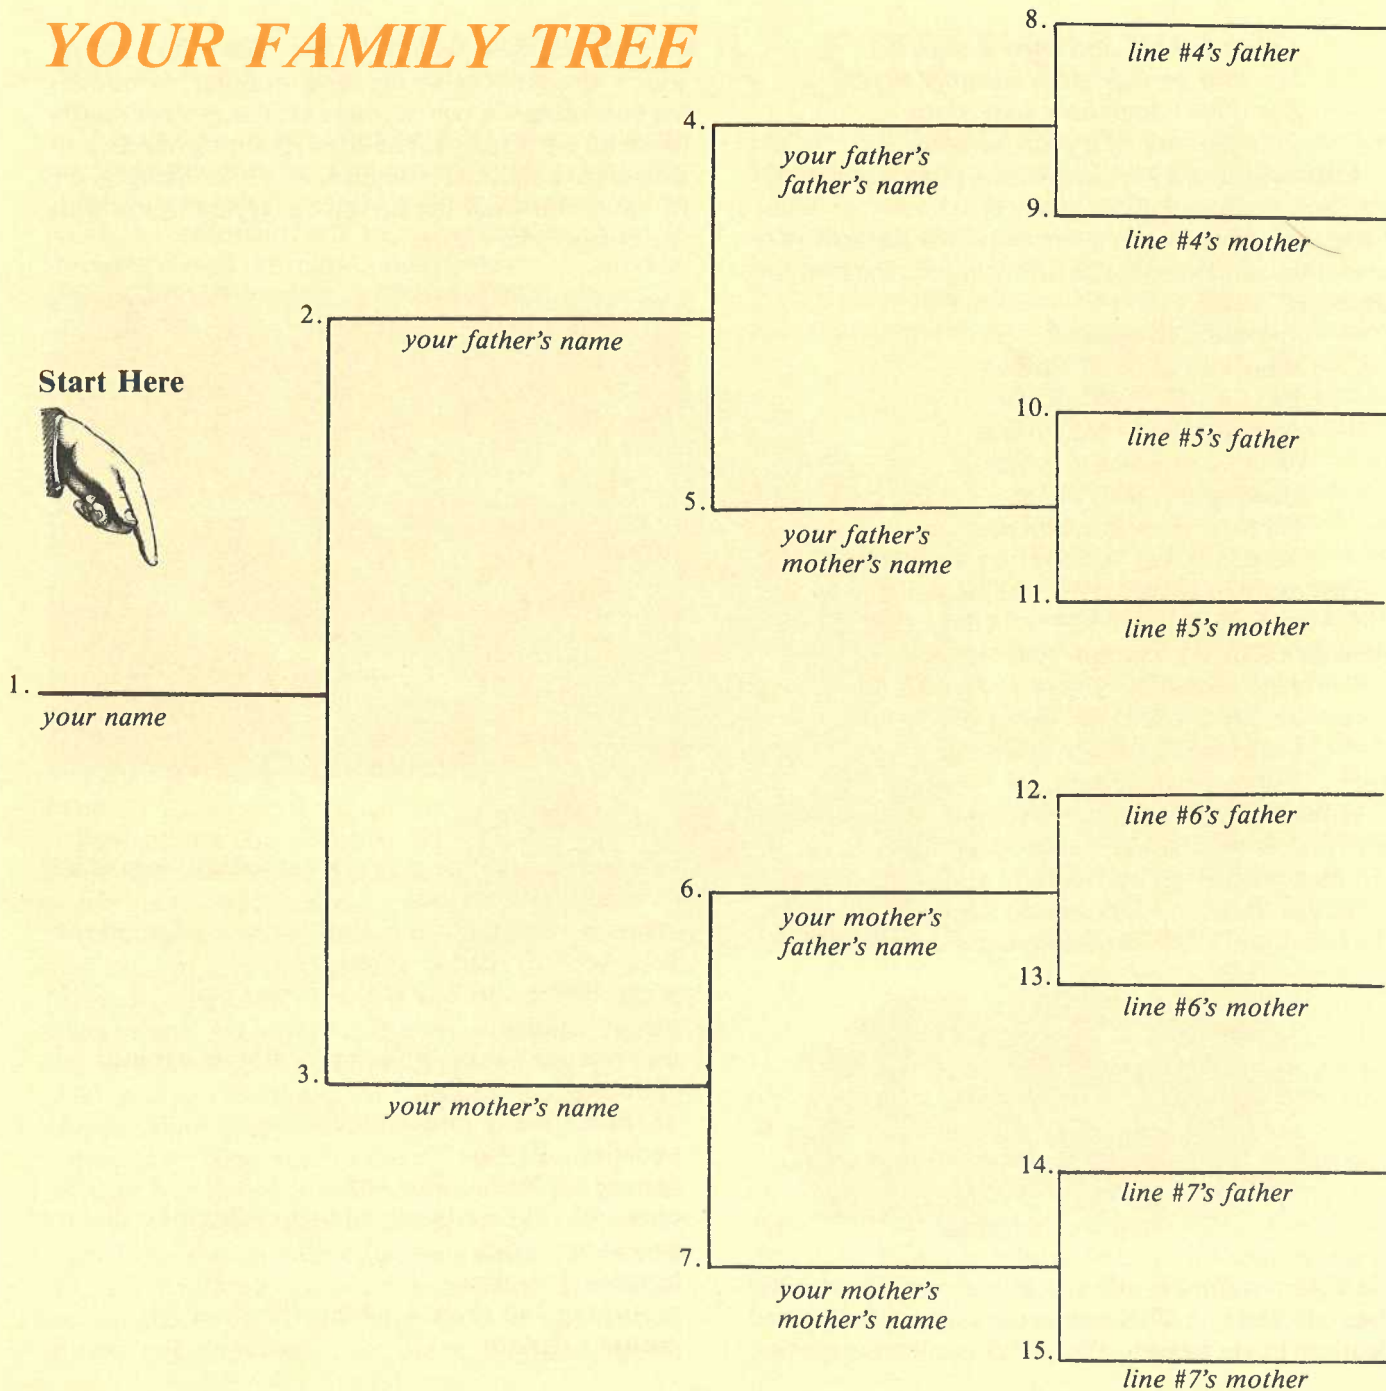 YOUR FAMILY TREE
Start Here
1.
your name
2.
your father's name
3.
your mother's name
4.
your father's
father's name
5.
your father's
mother's name
6.
your mother's
father's name
7.
your mother's
mother's name
8.
line #4's father
9.
line #4's mother
10.
line #5's father
11.
line #5's mother
12.
line #6's father
13.
line #6's mother
14.
line #7's father
15.
line #7's mother